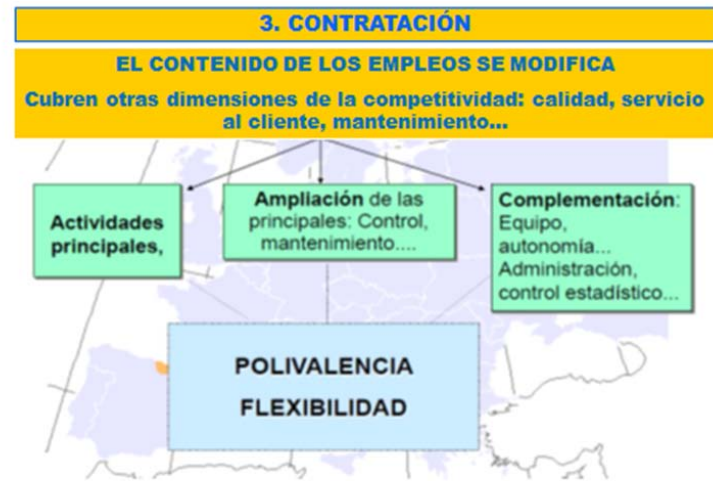 3. CONTRATACIÓN
EL CONTENIDO DE LOS EMPLEOS SE MODIFICA
Cubren otras dimensiones de la competitividad: calidad, servicio
al cliente, mantenimiento...
Actividades
principales,
Ampliación de las
principales: Control,
mantenimiento....
Complementación:
Equipo,
autonomía...
Administración,
control estadístico...
POLIVALENCIA
FLEXIBILIDAD